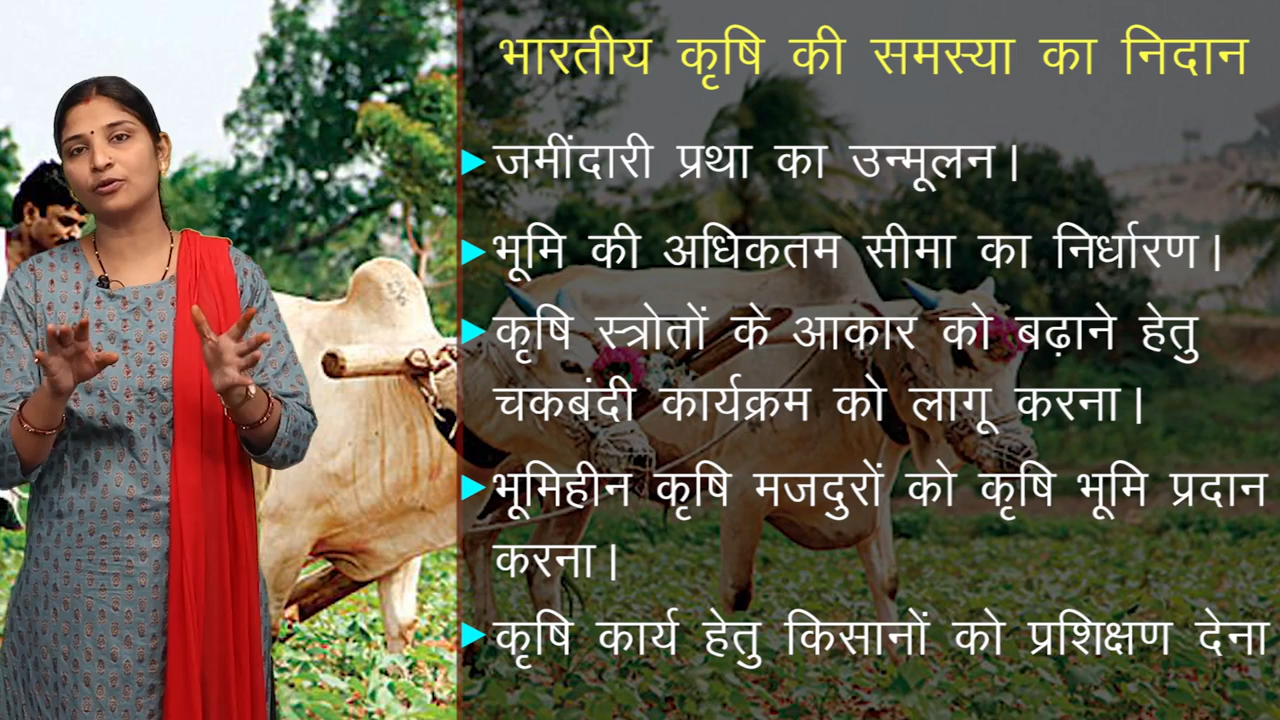 भारतीय कृषि की समस्या का निदान
जमींदारी प्रथा का उन्मूलन।
भूमि की अधिकतम सीमा का निर्धारण।
कृषि स्त्रोतों के आकार को बढ़ाने हेतु
चकबंदी कार्यक्रम को लागू करना।
भूमिहीन कृषि मजदुरों को कृषि भूमि प्रदान
करना।
कृषि कार्य हेतु किसानों को प्रशिक्षण देना